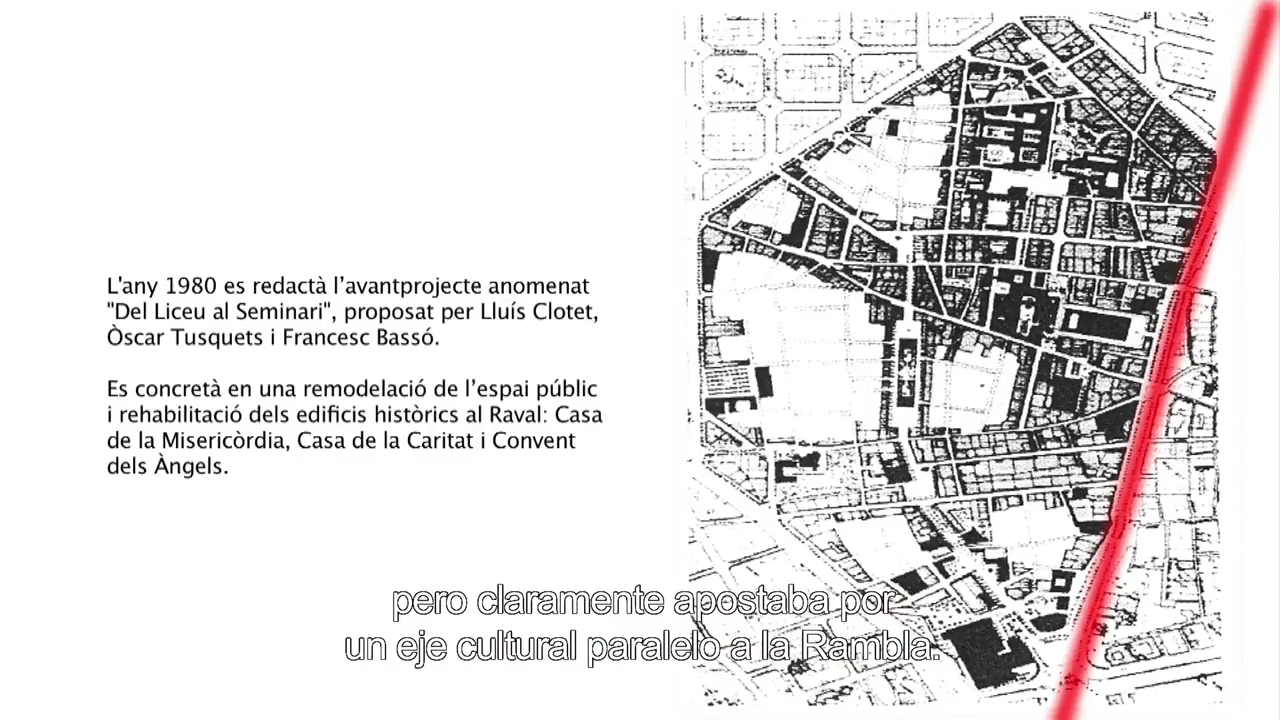 L'any 1980 es redactà l’avantprojecte anomenat
"Del Liceu al Seminari", proposat per Lluís Clotet,
Òscar Tusquets i Francesc Bassó.
Es concretà en una remodelació de l’espai públic
i rehabilitació dels edificis històrics al Raval: Casa
de la Misericòrdia, Casa de la Caritat i Convent
dels Àngels.
pero claramente apostaba por
un eje cultural paralelo a la Rambla.